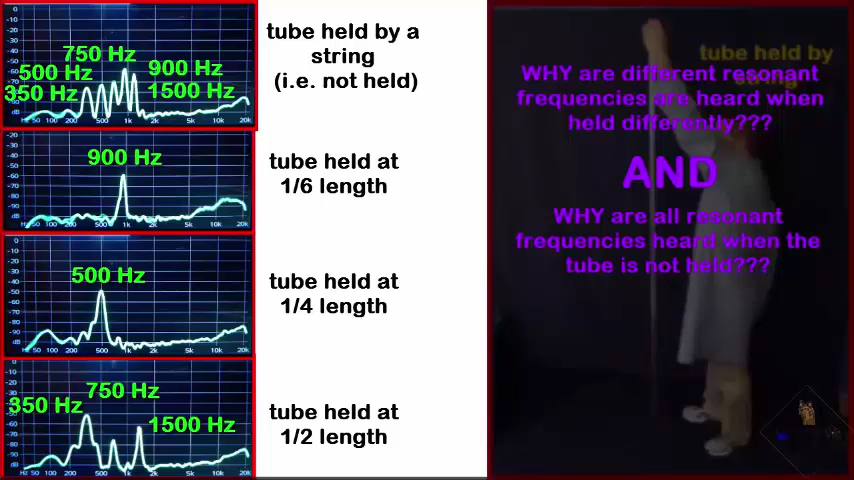 750 Hz
500 Hz
350 Hz
900 Hz
1500 Hz
tube held by a
string
(i.e. not held)
900 Hz
tube held at
1/6 length
500 Hz
tube held at
1/4 length
350 Hz
750 Hz
1500 Hz
tube held at
1/2 length
tube held by
WHY are different resonant
frequencies are heard when
held differently???
AND
WHY are all resonant
frequencies heard when the
tube is not held???